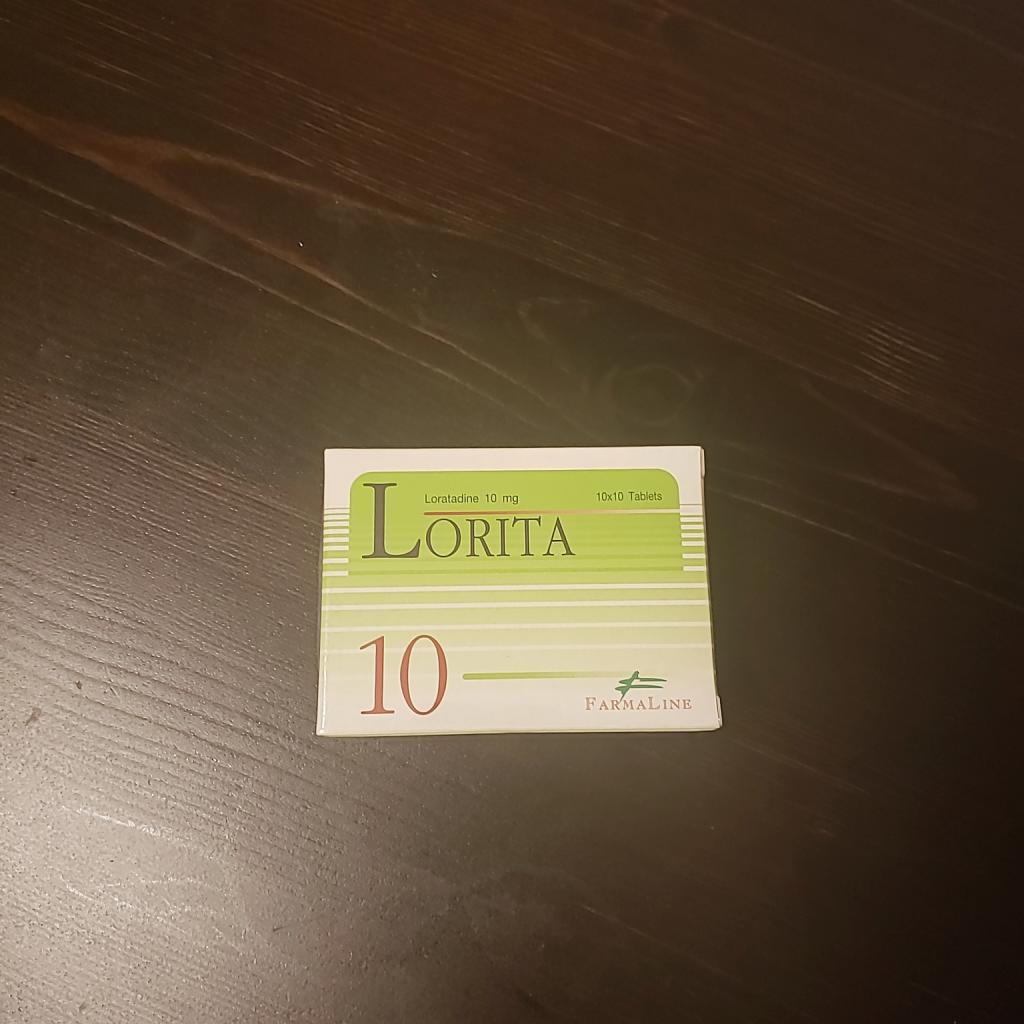 Loratadine 10 mg 10x10 Tablets
LORITA
10
FARMALINE